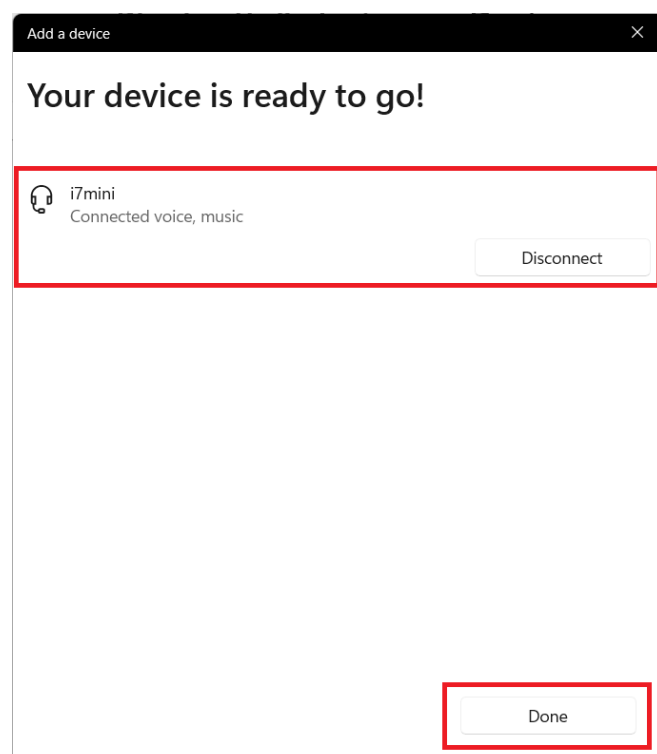 Add a device
Your device is ready to go!
i7mini
Connected voice, music
Disconnect
Done